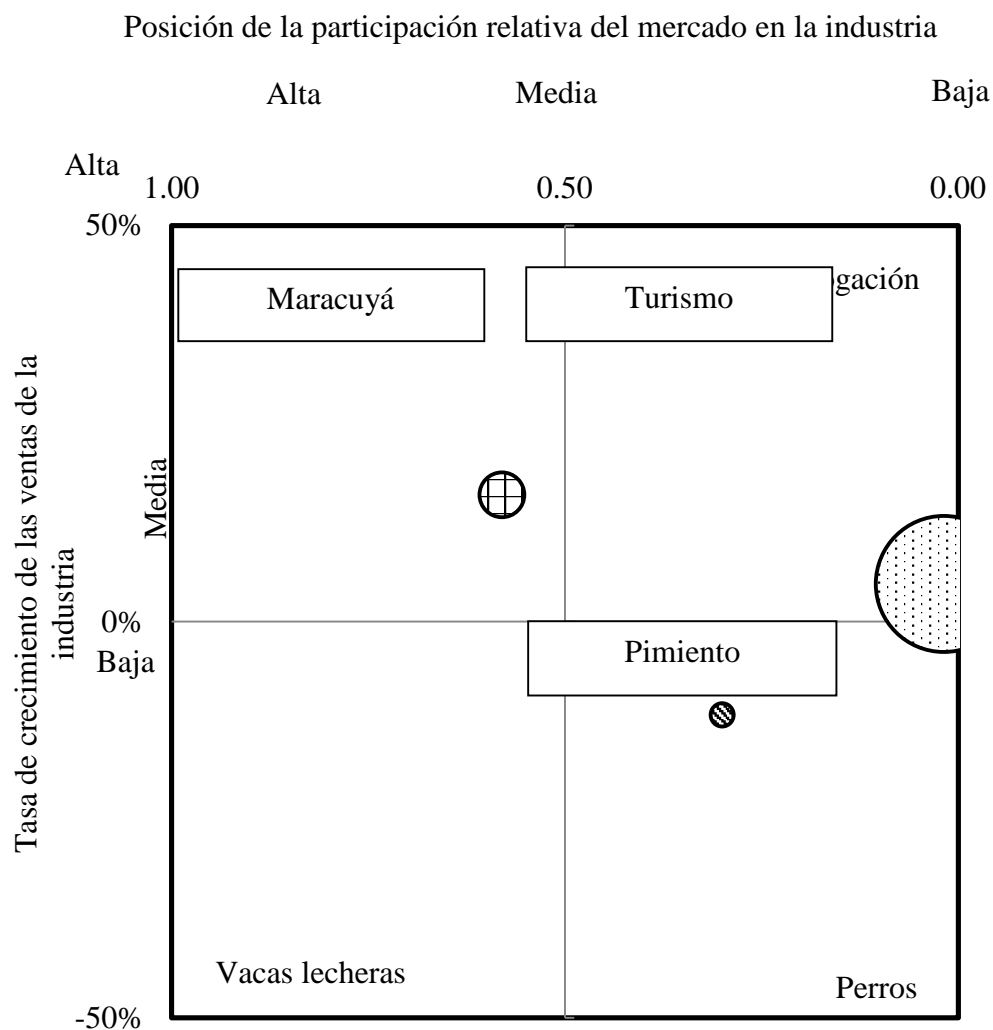 Posición de la participación relativa del mercado en la industria
Alta
Media
Baja
Alta
1.00
0.50
0.00
50%
Maracuyá
Turismo
gación
Tasa de crecimiento de las ventas de la
industria
Media
0%
Baja
Pimiento
Vacas lecheras
Perros
-50%